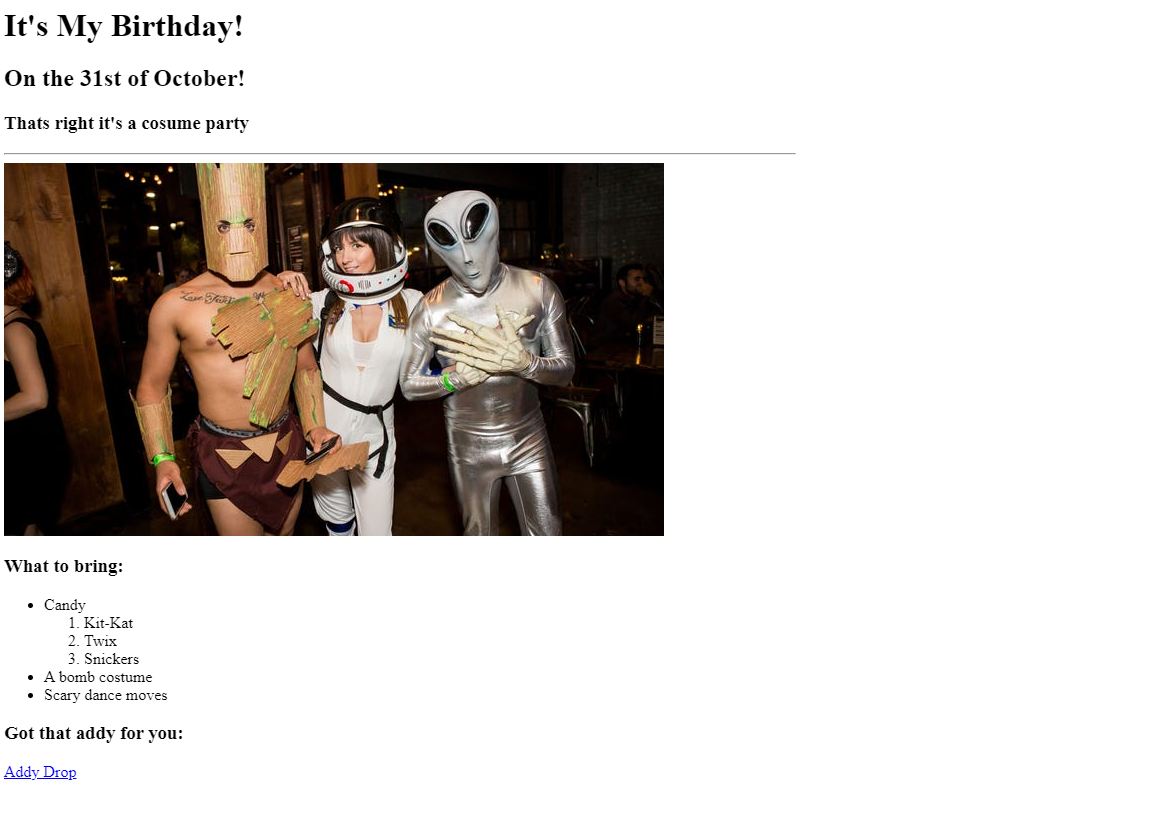 It's My Birthday!
On the 31st of October!
Thats right it's a cosume party
What to bring:
• Candy
1. Kit-Kat
2. Twix
3. Snickers
• A bomb costume
• Scary dance moves
Got that addy for you:
Addy Drop